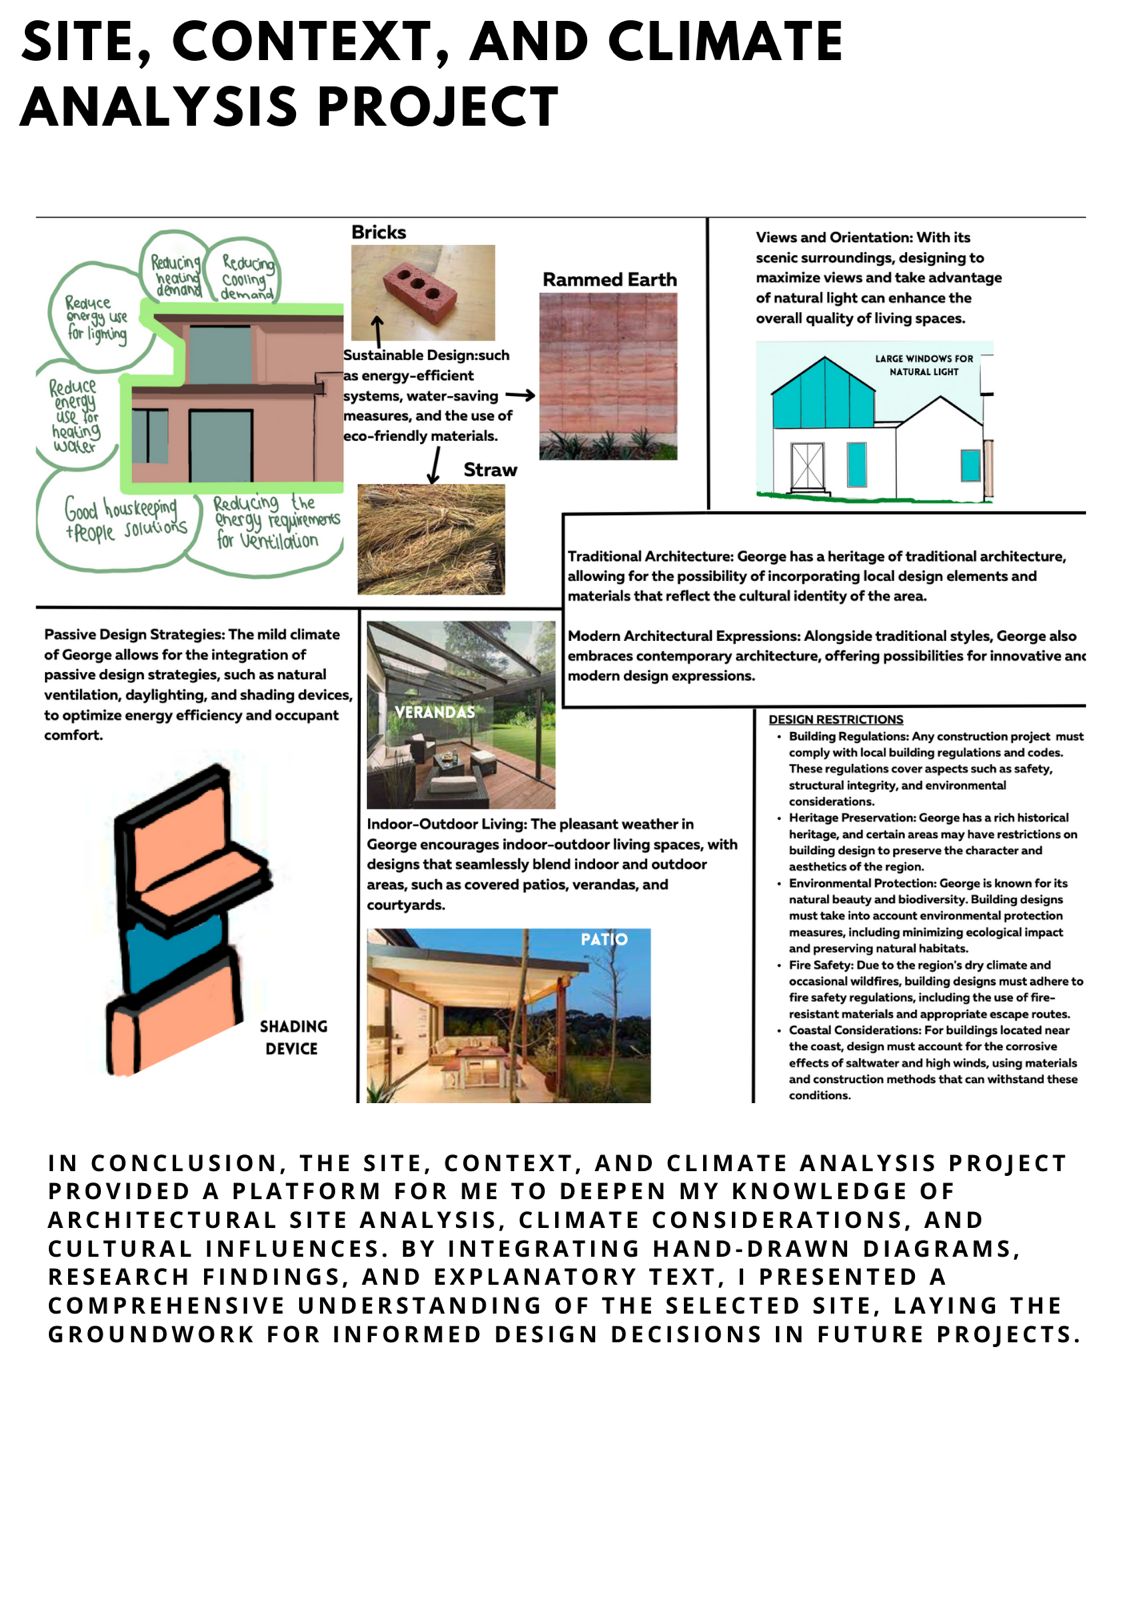 SITE, CONTEXT, AND CLIMATE
ANALYSIS PROJECT
Reducing
heating
demand
Reducing
cooling
demand
Reduce
energy use
for lighting
Reduce
energy
use for
heating
water
Good houskeeping
+People solutions
Reducing the
energy requirements
for ventilation
Bricks
Rammed Earth
Sustainable Design:such
as energy-efficient
systems, water-saving
measures, and the use of
eco-friendly materials.
Straw
Views and Orientation: With its
scenic surroundings, designing to
maximize views and take advantage
of natural light can enhance the
overall quality of living spaces.
LARGE WINDOWS FOR
NATURAL LIGHT
Traditional Architecture: George has a heritage of traditional architecture,
allowing for the possibility of incorporating local design elements and
materials that reflect the cultural identity of the area.
Modern Architectural Expressions: Alongside traditional styles, George also
embraces contemporary architecture, offering possibilities for innovative and
modern design expressions.
Passive Design Strategies: The mild climate
of George allows for the integration of
passive design strategies, such as natural
ventilation, daylighting, and shading devices,
to optimize energy efficiency and occupant
comfort.
SHADING
DEVICE
VERANDAS
Indoor-Outdoor Living: The pleasant weather in
George encourages indoor-outdoor living spaces, with
designs that seamlessly blend indoor and outdoor
areas, such as covered patios, verandas, and
courtyards.
PATIO
DESIGN RESTRICTIONS
• Building Regulations: Any construction project must
comply with local building regulations and codes.
These regulations cover aspects such as safety,
structural integrity, and environmental
considerations.
• Heritage Preservation: George has a rich historical
heritage, and certain areas may have restrictions on
building design to preserve the character and
aesthetics of the region.
• Environmental Protection: George is known for its
natural beauty and biodiversity. Building designs
must take into account environmental protection
measures, including minimizing ecological impact
and preserving natural habitats.
• Fire Safety: Due to the region's dry climate and
occasional wildfires, building designs must adhere to
fire safety regulations, including the use of fire-
resistant materials and appropriate escape routes.
• Coastal Considerations: For buildings located near
the coast, design must account for the corrosive
effects of saltwater and high winds, using materials
and construction methods that can withstand these
conditions.
IN CONCLUSION, THE SITE, CONTEXT, AND CLIMATE ANALYSIS PROJECT
PROVIDED A PLATFORM FOR ME TO DEEPEN MY KNOWLEDGE OF
ARCHITECTURAL SITE ANALYSIS, CLIMATE CONSIDERATIONS, AND
CULTURAL INFLUENCES. BY INTEGRATING HAND-DRAWN DIAGRAMS,
RESEARCH FINDINGS, AND EXPLANATORY TEXT, I PRESENTED A
COMPREHENSIVE UNDERSTANDING OF THE SELECTED SITE, LAYING THE
GROUNDWORK FOR INFORMED DESIGN DECISIONS IN FUTURE PROJECTS.